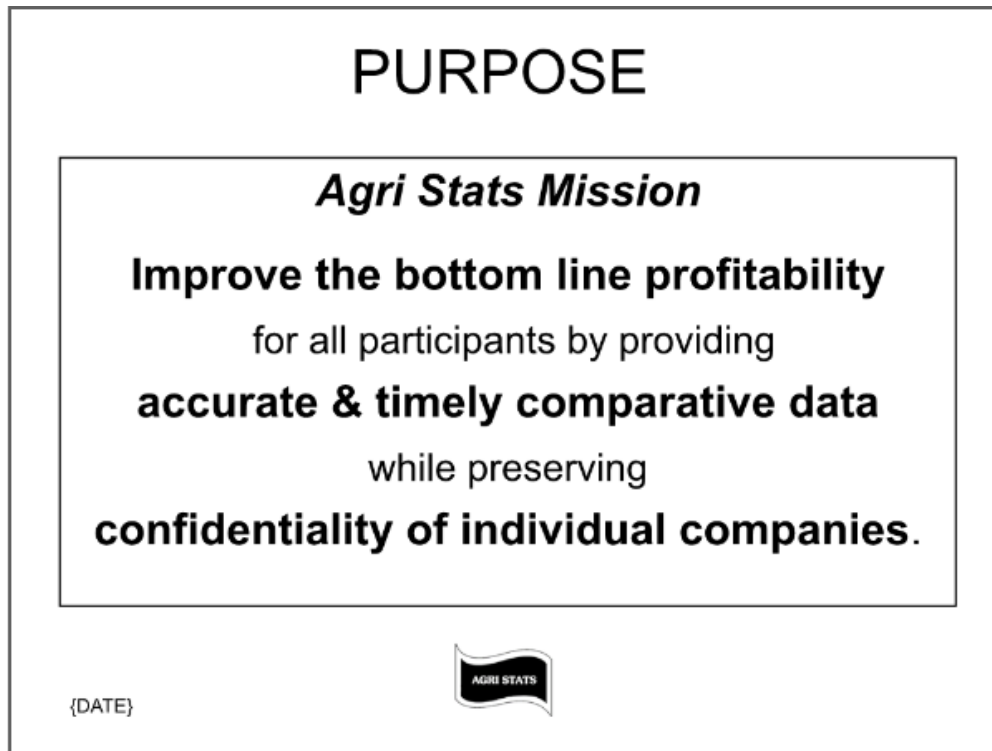 PURPOSE
Agri Stats Mission
Improve the bottom line profitability
for all participants by providing
accurate & timely comparative data
while preserving
confidentiality of individual companies.
AGRI STATS
{DATE}